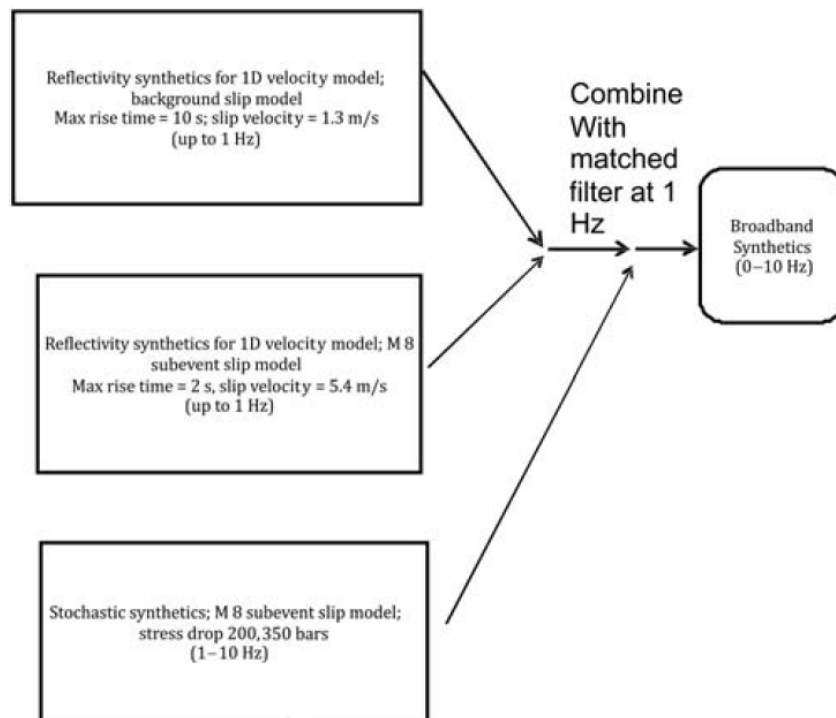 Reflectivity synthetics for 1D velocity model;
background slip model
Max rise time = 10 s; slip velocity = 1.3 m/s
(up to 1 Hz)
Combine
With
matched
filter at 1
Hz
Broadband
Synthetics
(0–10 Hz)
Reflectivity synthetics for 1D velocity model; M 8
subevent slip model
Max rise time = 2 s, slip velocity = 5.4 m/s
(up to 1 Hz)
Stochastic synthetics; M 8 subevent slip model;
stress drop 200,350 bars
(1–10 Hz)